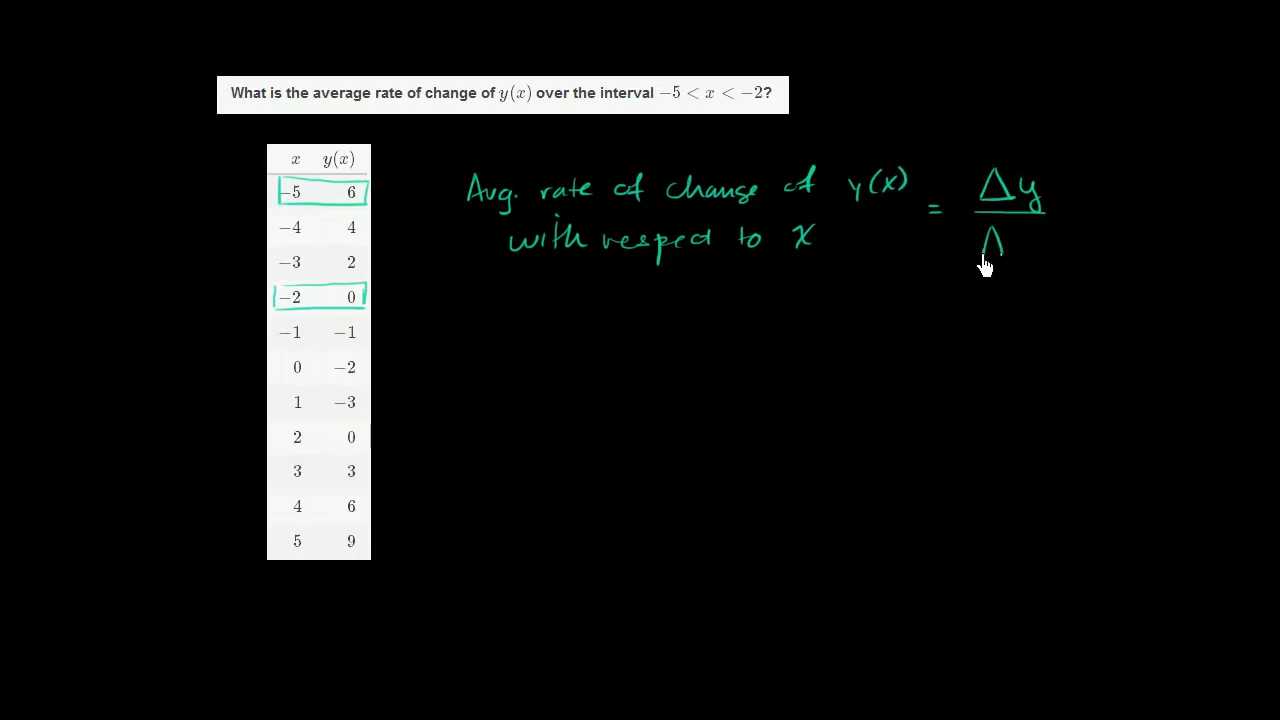 What is the average rate of change of y(x) over the interval −5 < x < −2?
x y(x)
−5 6
−4 4
−3 2
−2 0
−1 −1
0 −2
1 −3
2 0
3 3
4 6
5 9
Avg. rate of change of y(x)
with respect to x
= Δy
Λ